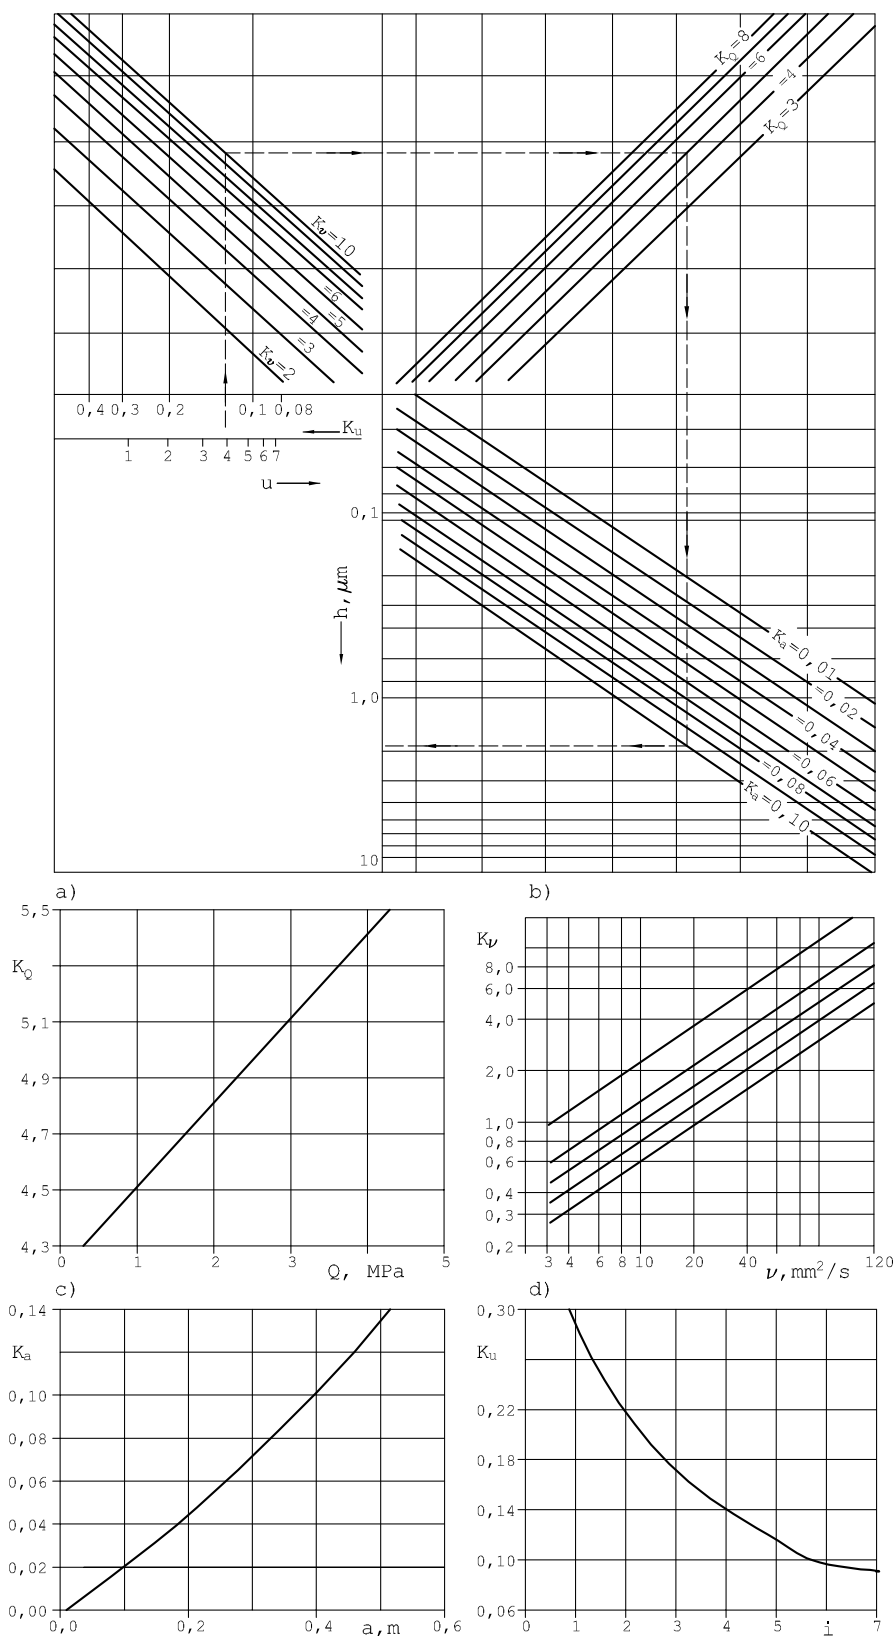 K_Q=8
=6
=4
K_Q=3
K_ν=10
=6
=5
=4
=3
K_ν=2
0,4 0,3 0,2 0,1 0,08
K_u
1 2 3 4 5 6 7
u
0,1
h, μm
1,0
10
K_a=0,01
=0,02
=0,04
=0,06
=0,08
K_a=0,10
a)
b)
5,5
K_Q
5,1
4,9
4,7
4,5
4,3
0 1 2 3 5
Q, MPa
K_ν
8,0
6,0
4,0
2,0
1,0
0,8
0,6
0,4
0,3
0,2
3 4 6 8 10 20 40 120
ν, mm²/s
c)
d)
0,14
K_a
0,10
0,08
0,06
0,04
0,02
0,00
0,0 0,2 0,4 a, m 0,6
0,30
K_u
0,22
0,18
0,14
0,10
0,06
0 1 2 3 4 5 i 7